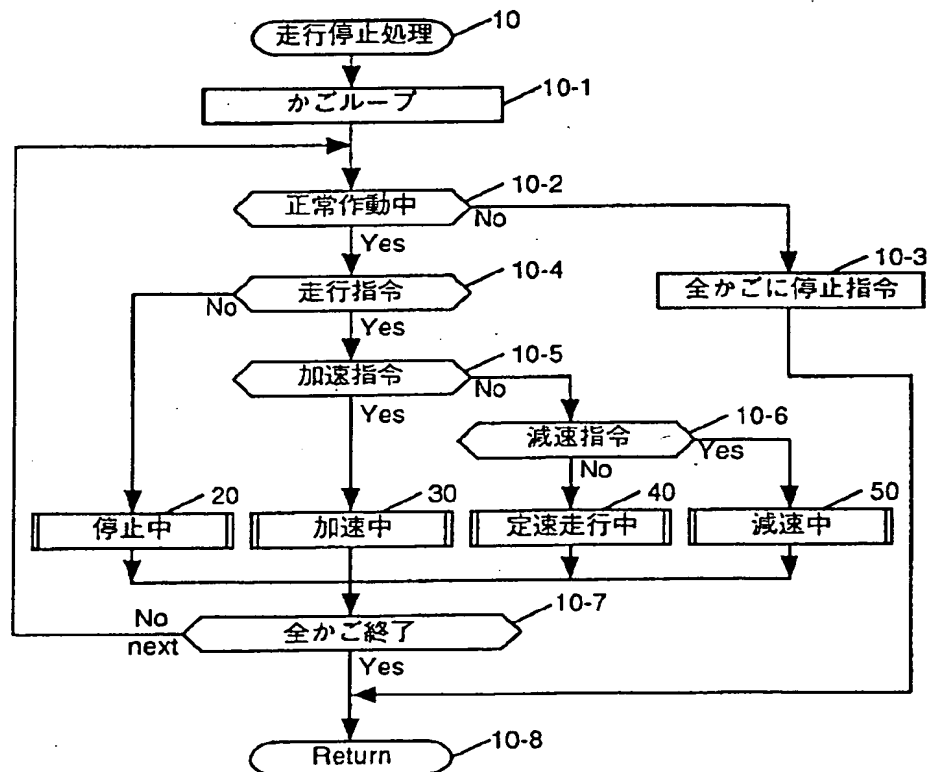 走行停止処理
10
かごループ
10-1
正常作動中
10-2
No
Yes
10-3
全かごに停止指令
走行指令
10-4
No
Yes
加速指令
10-5
No
Yes
減速指令
10-6
No
Yes
停止中
20
加速中
30
定速走行中
40
減速中
50
全かご終了
10-7
No
next
Yes
Return
10-8